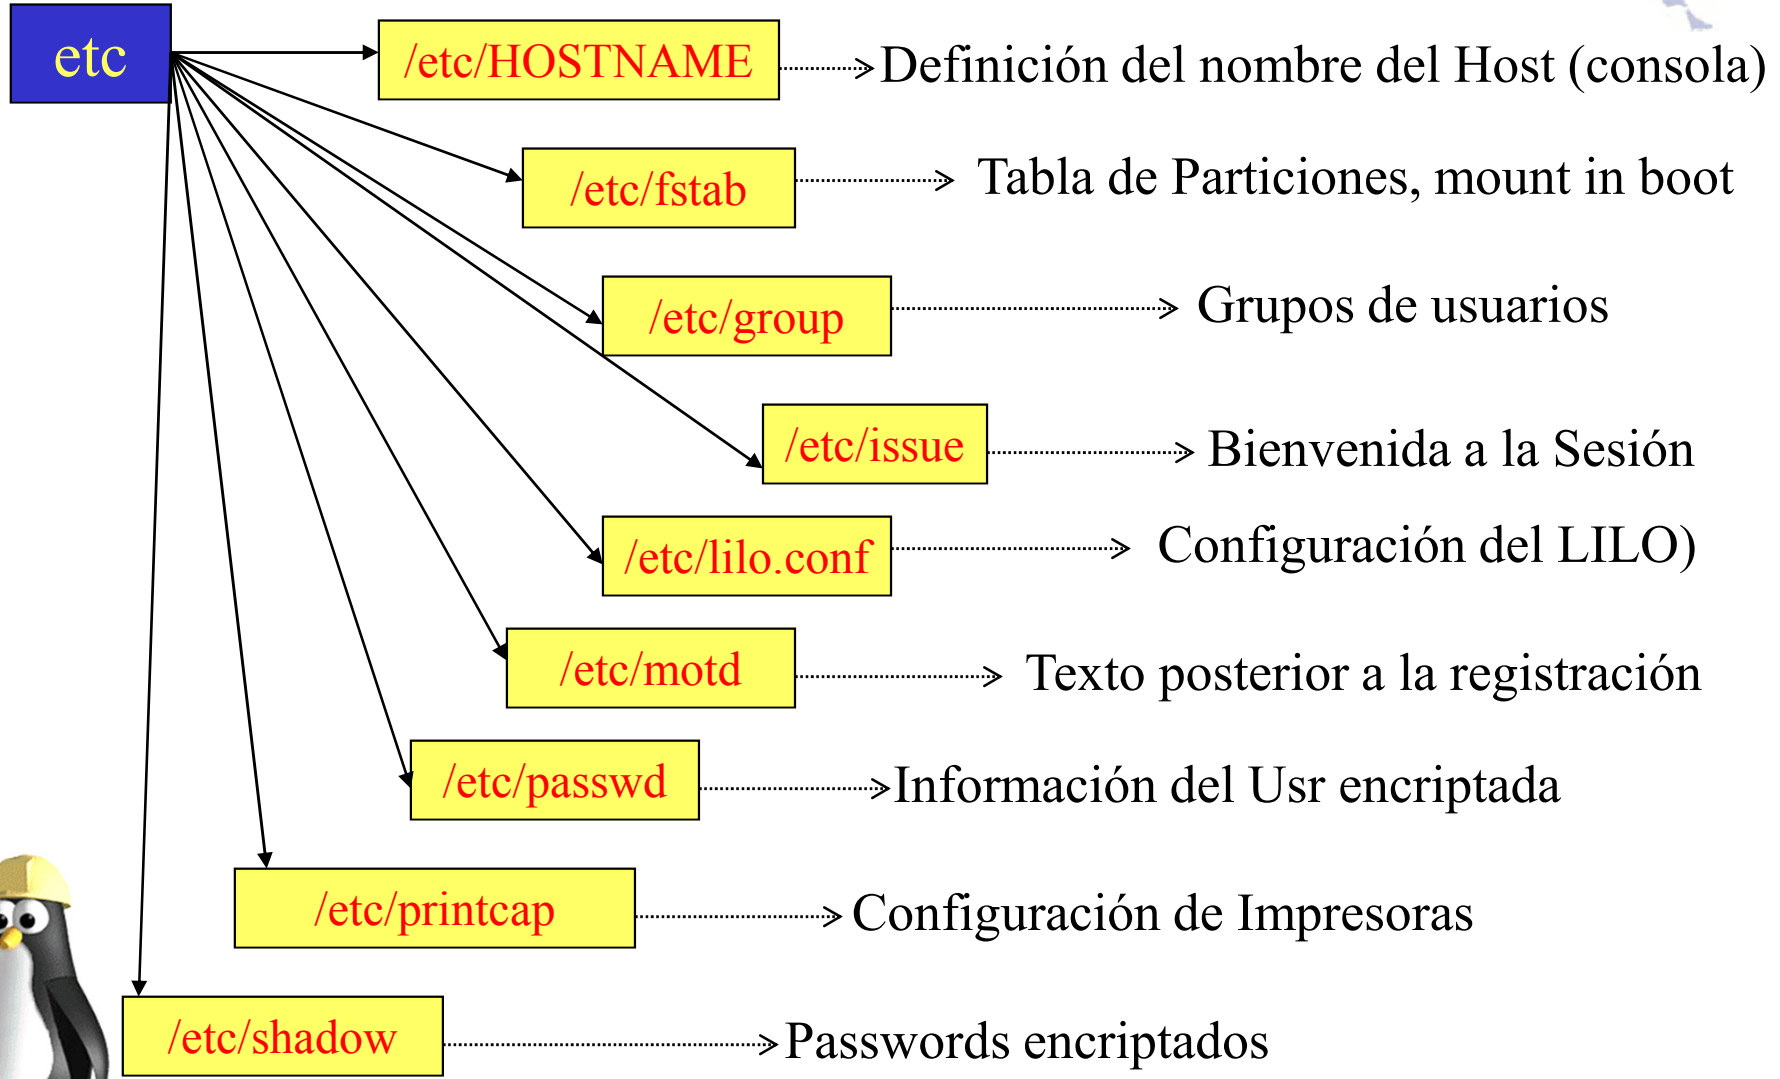 etc
/etc/HOSTNAME
Definición del nombre del Host (consola)
/etc/fstab
Tabla de Particiones, mount in boot
/etc/group
Grupos de usuarios
/etc/issue
Bienvenida a la Sesión
/etc/lilo.conf
Configuración del LILO)
/etc/motd
Texto posterior a la registración
/etc/passwd
Información del Usr encriptada
/etc/printcap
Configuración de Impresoras
/etc/shadow
Passwords encriptados